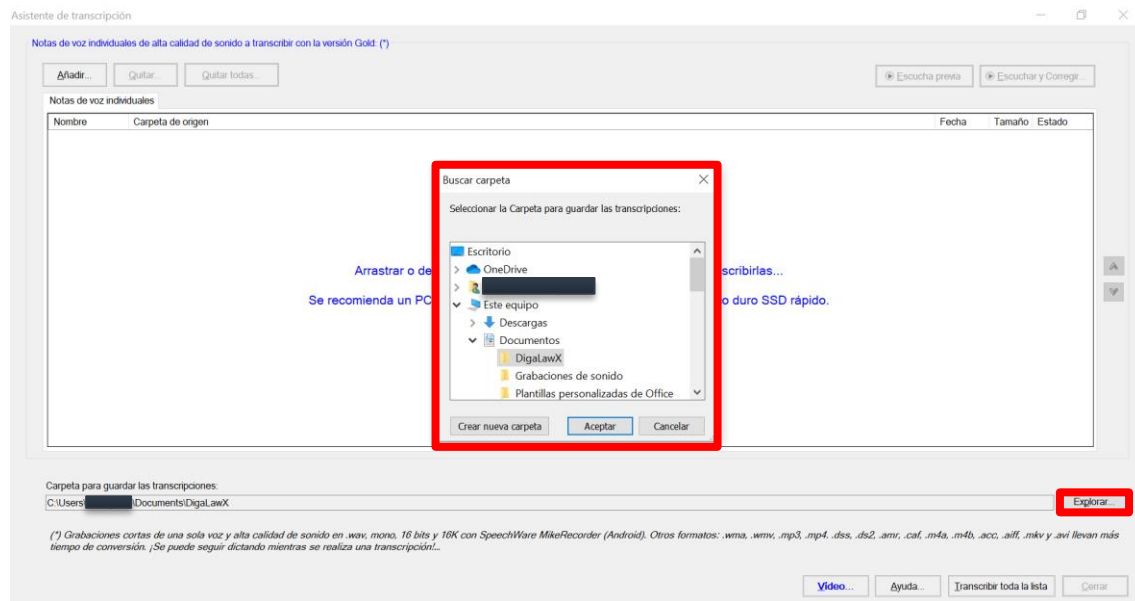 Asistente de transcripción
Notas de voz individuales de alta calidad de sonido a transcribir con la versión Gold: (*)
Añadir... Quitar... Quitar todas... Escucha previa Escuchar y Corregir...
Notas de voz individuales
Nombre Carpeta de origen Fecha Tamaño Estado
Buscar carpeta
Seleccionar la Carpeta para guardar las transcripciones:
Escritorio
Arrastrar o de
OneDrive
scribirlas...
Se recomienda un PC
Este equipo
o duro SSD rápido.
Descargas
Documentos
DigaLawX
Grabaciones de sonido
Plantillas personalizadas de Office
Crear nueva carpeta Aceptar Cancelar
Carpeta para guardar las transcripciones:
C:\Users\ \Documents\DigaLawX Explorar...
(*) Grabaciones cortas de una sola voz y alta calidad de sonido en .wav, mono, 16 bits y 16K con SpeechWare MikeRecorder (Android). Otros formatos: .wma, .wmv, .mp3, .mp4. .dss, .ds2, .amr, .caf, .m4a, .m4b, .acc, .aiff, .mkv y .avi llevan más
tiempo de conversión. ¡Se puede seguir dictando mientras se realiza una transcripción!...
Vídeo... Ayuda... Transcribir toda la lista Cerrar